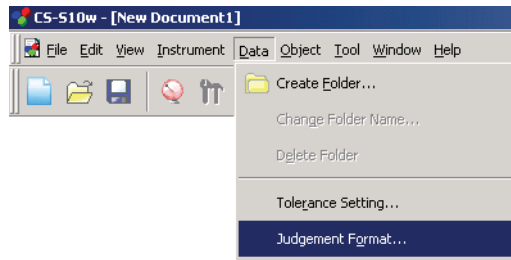 CS-S10w - [New Document1]
File Edit View Instrument Data Object Tool Window Help
Create Folder...
Change Folder Name...
Delete Folder
Tolerance Setting...
Judgement Format...